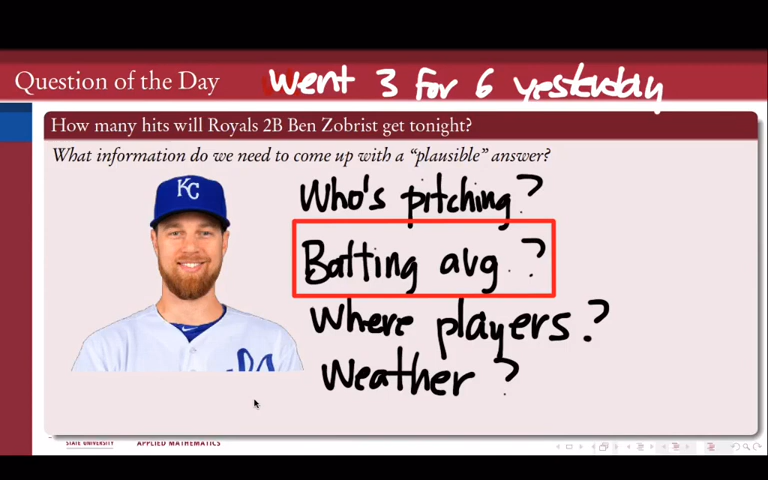 Question of the Day Went 3 for 6 yesterday
How many hits will Royals 2B Ben Zobrist get tonight?
What information do we need to come up with a “plausible” answer?
KC
Who's pitching?
Batting avg.?
Where players?
Weather?
STATE UNIVERSITY APPLIED MATHEMATICS